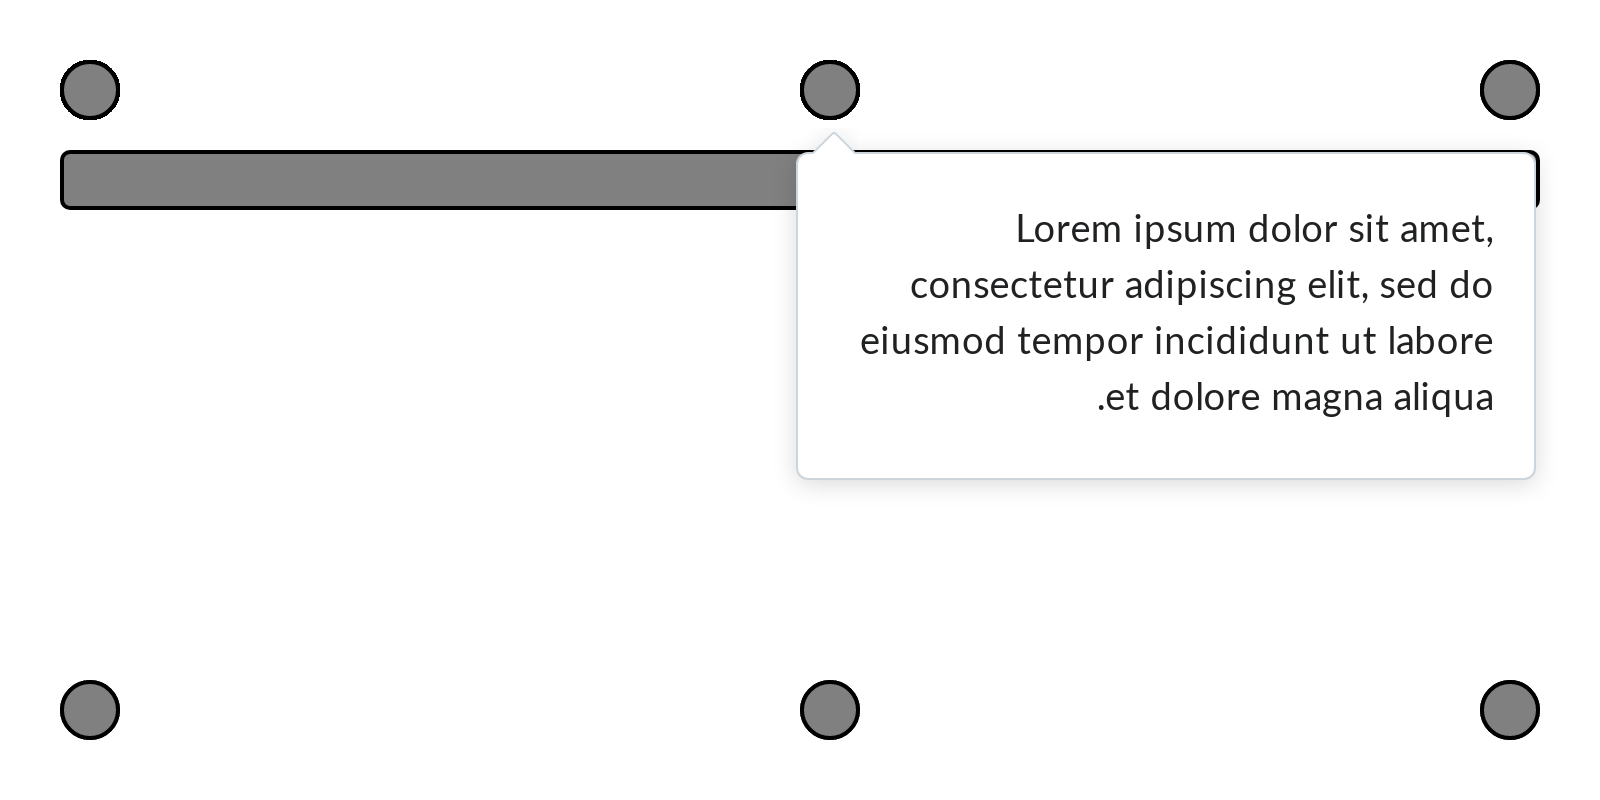 Lorem ipsum dolor sit amet,
consectetur adipiscing elit, sed do
eiusmod tempor incididunt ut labore
.et dolore magna aliqua